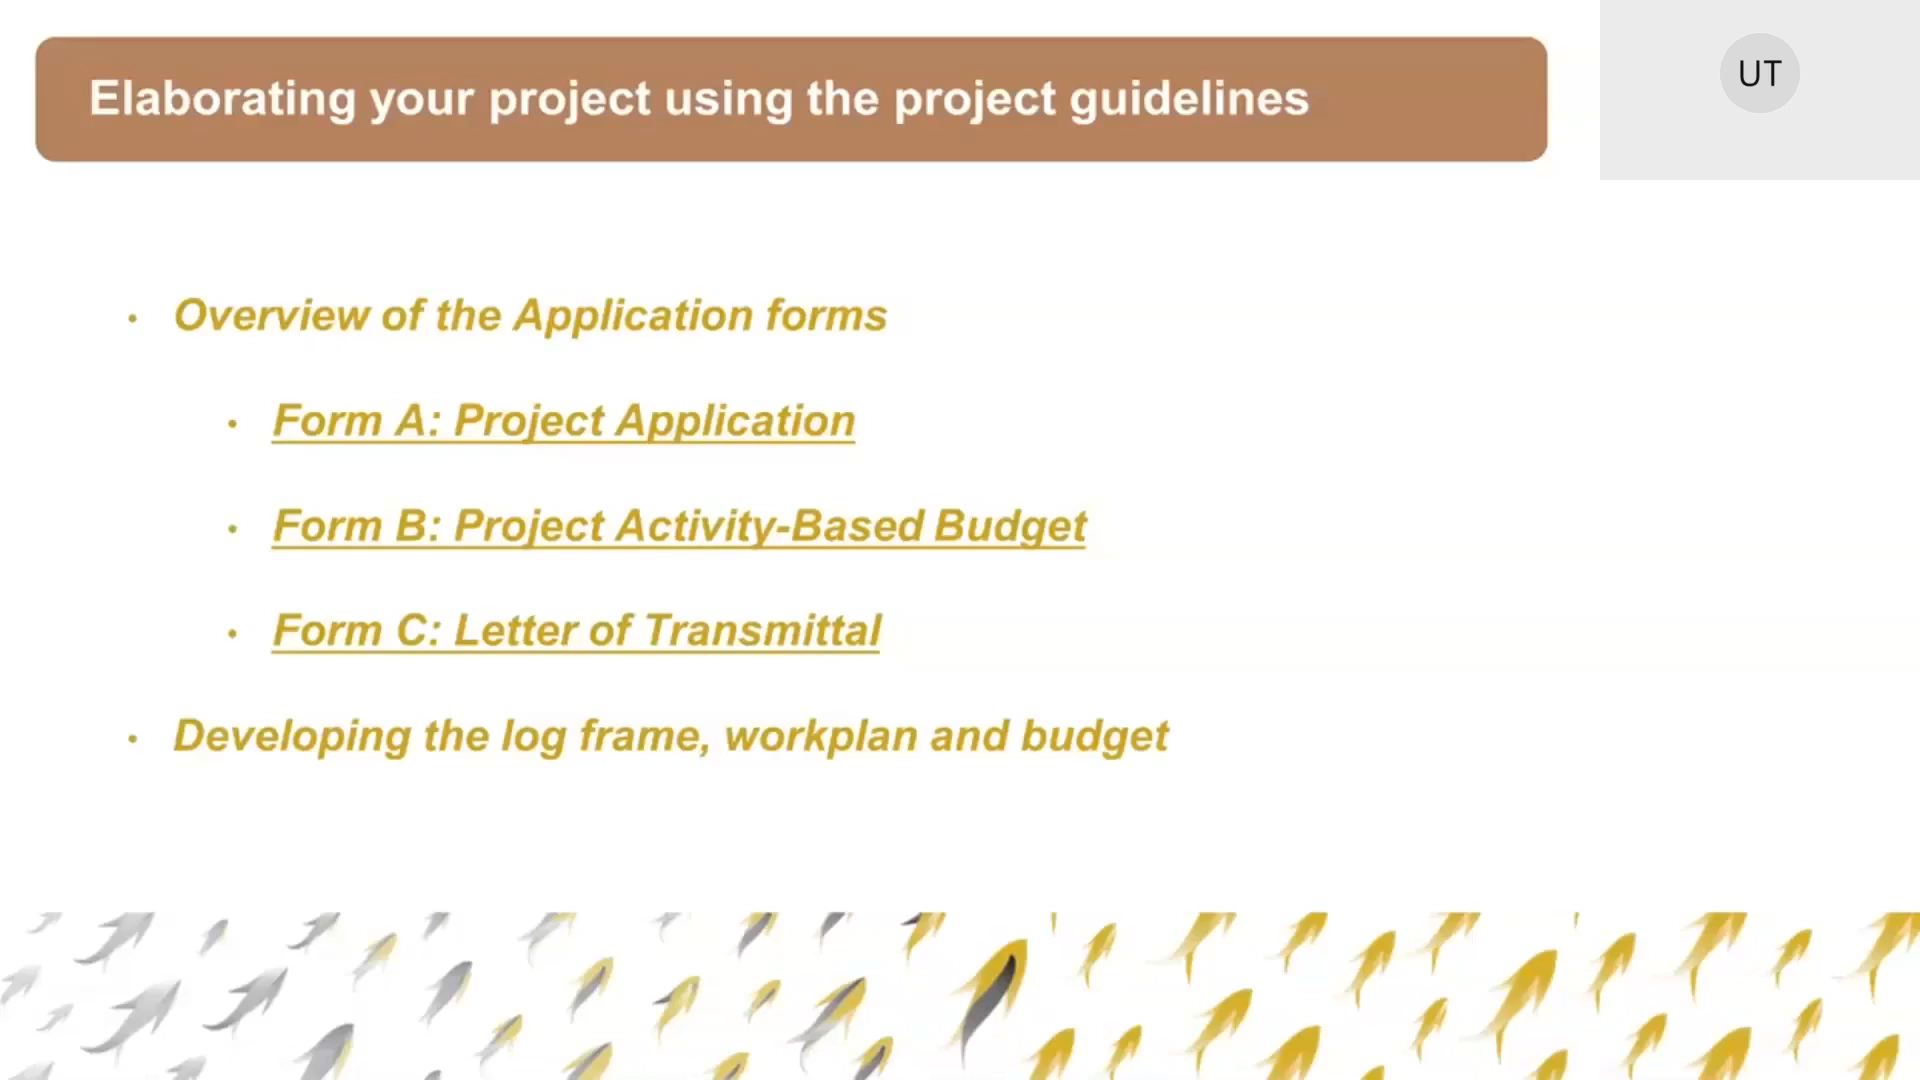 Elaborating your project using the project guidelines
UT
• Overview of the Application forms
• Form A: Project Application
• Form B: Project Activity-Based Budget
• Form C: Letter of Transmittal
• Developing the log frame, workplan and budget